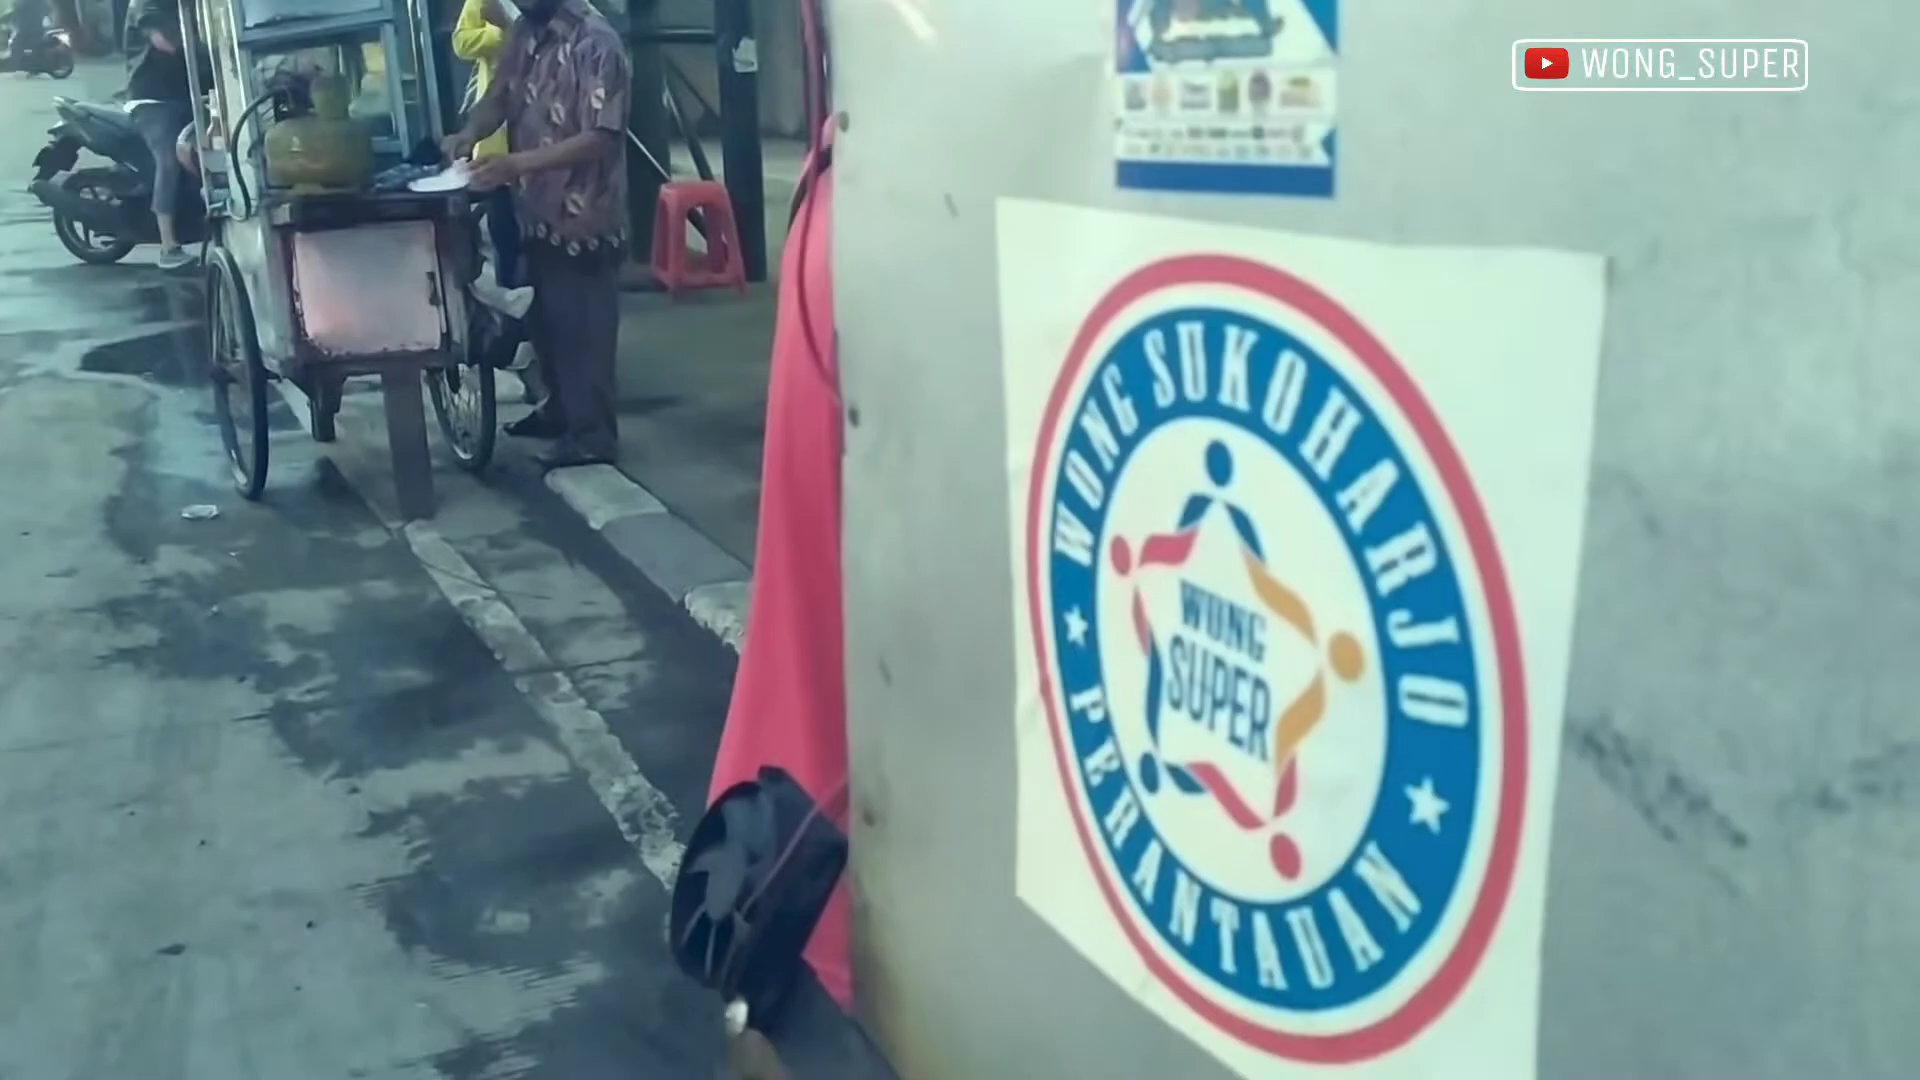 WONG_SUPER
WONG SUKOHARJO
WONG
SUPER
PERANTAUAN